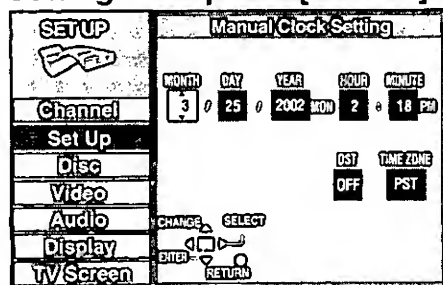 SET UP
Manual Clock Setting
MONTH DAY YEAR HOUR MINUTE
3 / 25 / 2002 MON 2 : 18 PM
Channel
Set Up
DST TIME ZONE
OFF PST
Disc
Video
Audio
CHANGE SELECT
Display
ENTER
RETURN
TV Screen